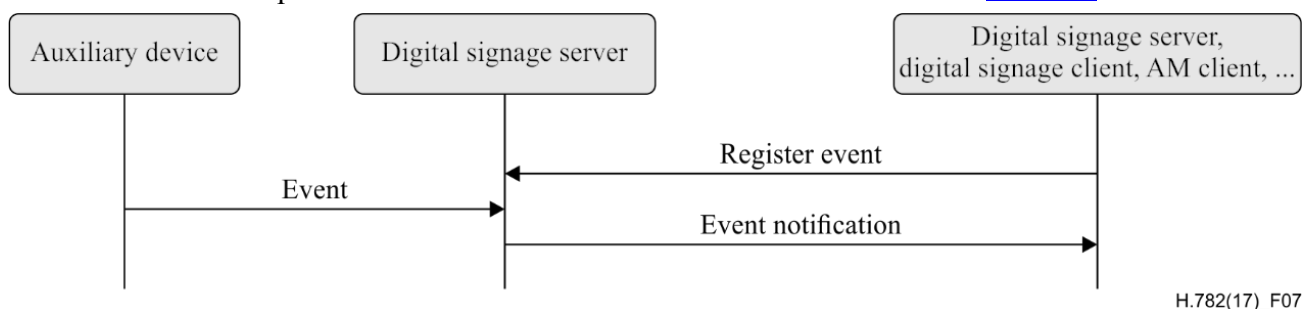 Auxiliary device
Digital signage server
Digital signage server,
digital signage client, AM client, ...
Register event
Event
Event notification
H.782(17)_F07